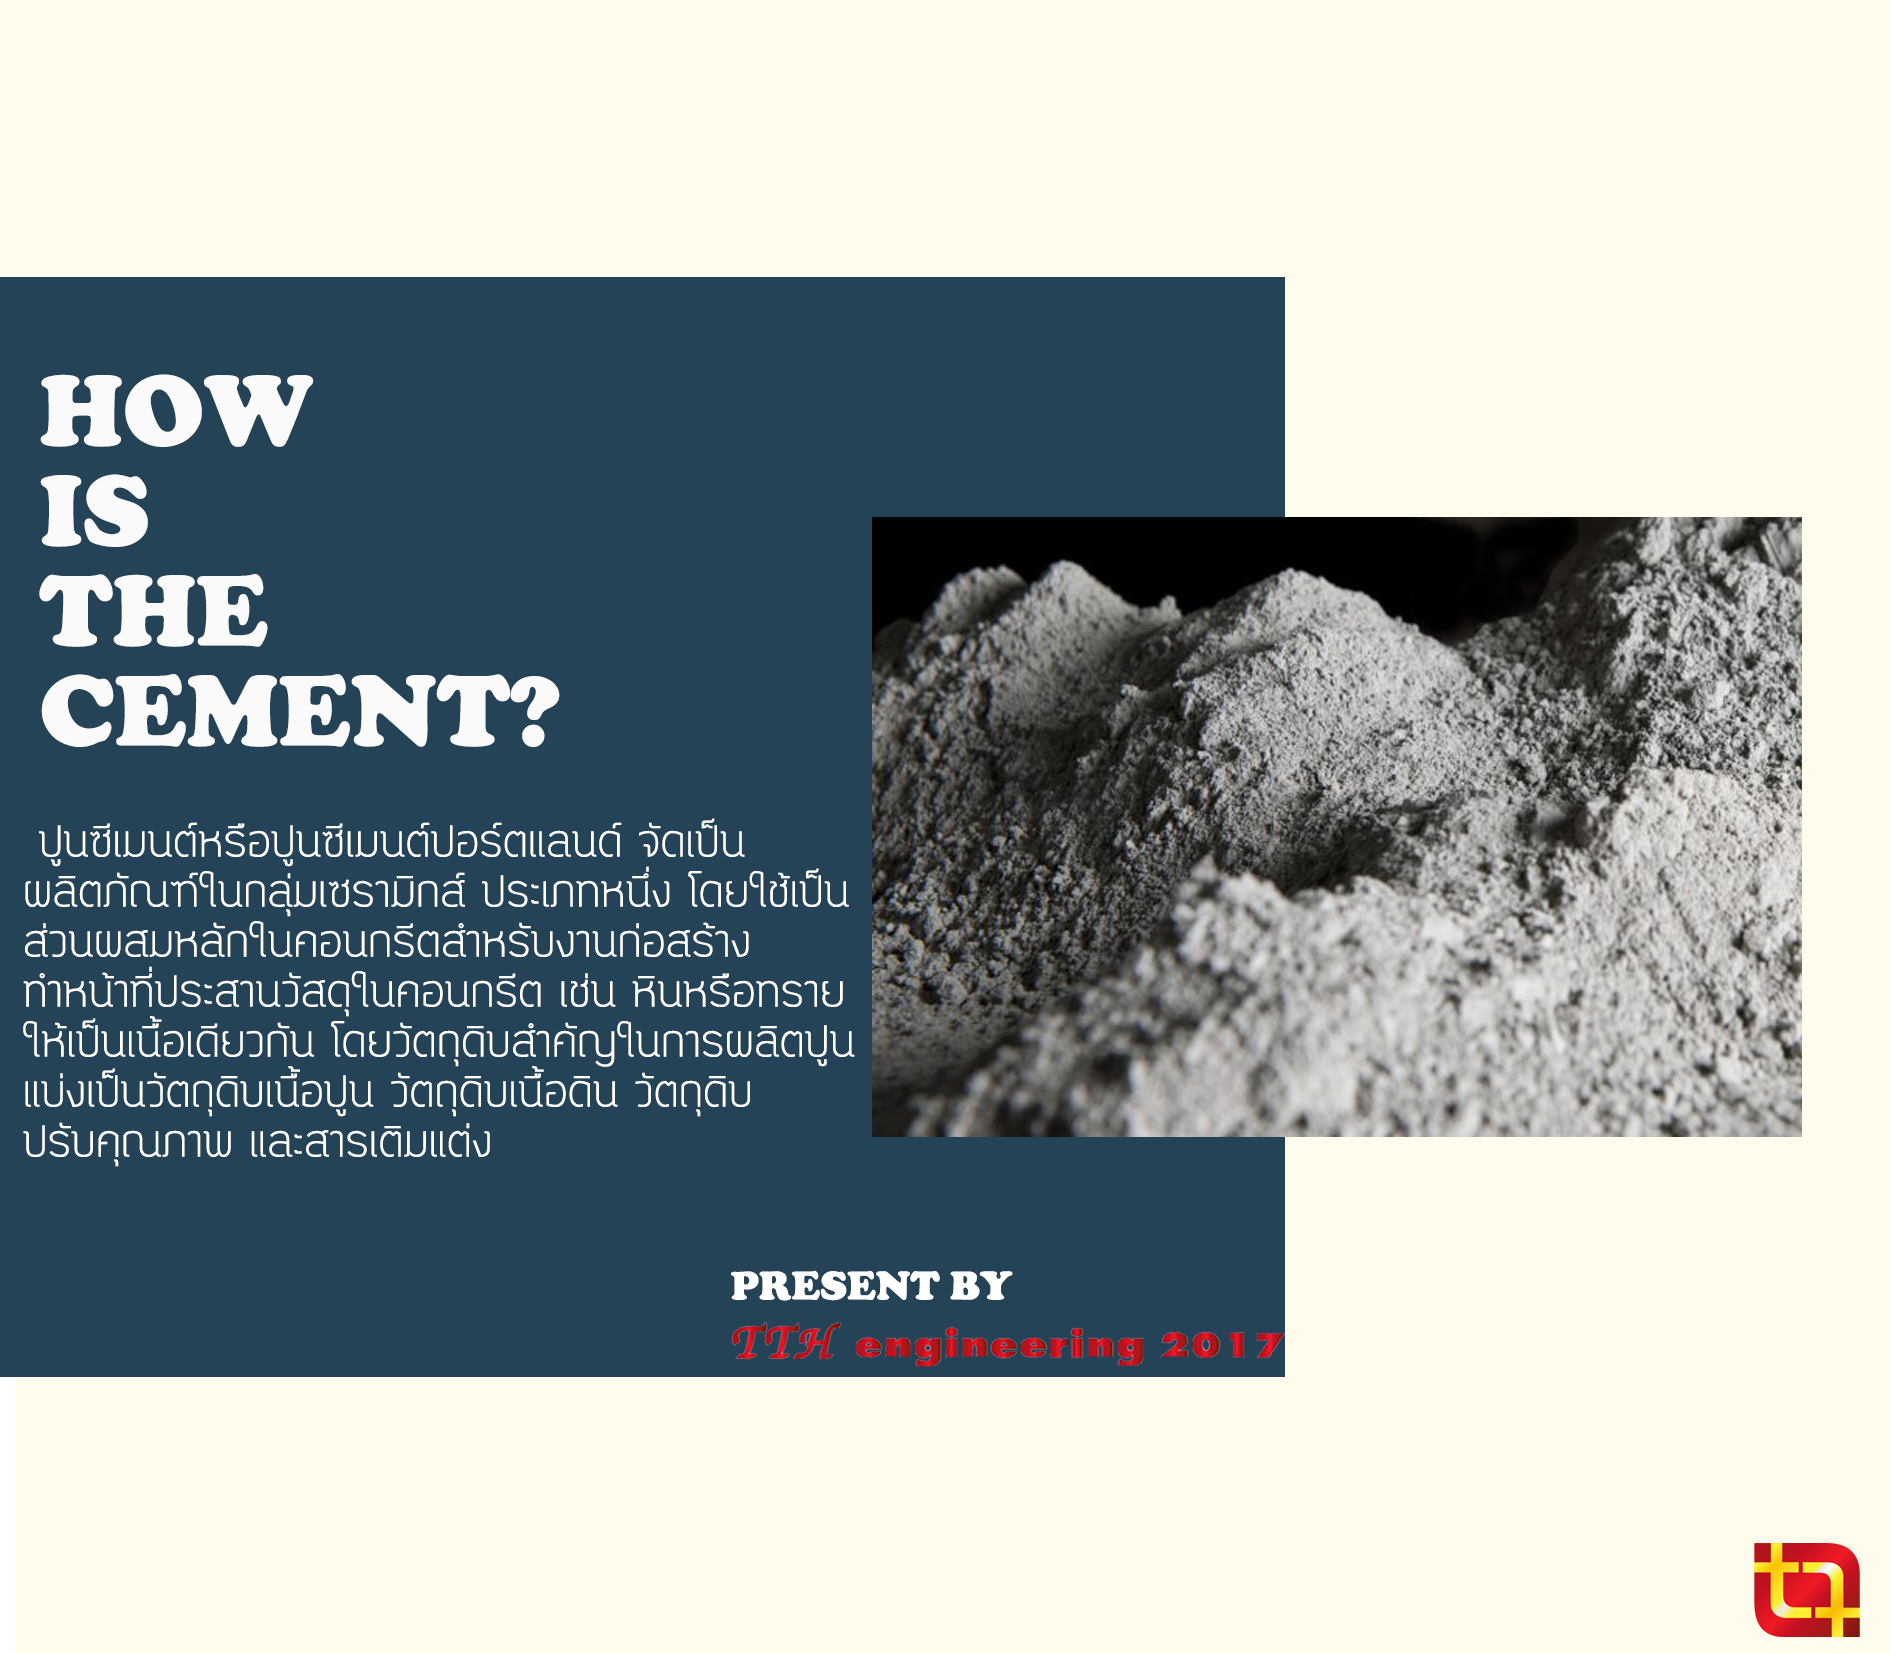 HOW
IS
THE
CEMENT?
ปูนซีเมนต์หรือปูนซีเมนต์ปอร์ตแลนด์ จัดเป็น
ผลิตภัณฑ์ในกลุ่มเซรามิกส์ ประเภทหนึ่ง โดยใช้เป็น
ส่วนผสมหลักในคอนกรีตสำหรับงานก่อสร้าง
ทำหน้าที่ประสานวัสดุในคอนกรีต เช่น หินหรือทราย
ให้เป็นเนื้อเดียวกัน โดยวัตถุดิบสำคัญในการผลิตปูน
แบ่งเป็นวัตถุดิบเนื้อปูน วัตถุดิบเนื้อดิน วัตถุดิบ
ปรับคุณภาพ และสารเติมแต่ง
PRESENT BY
TTH engineering 2017